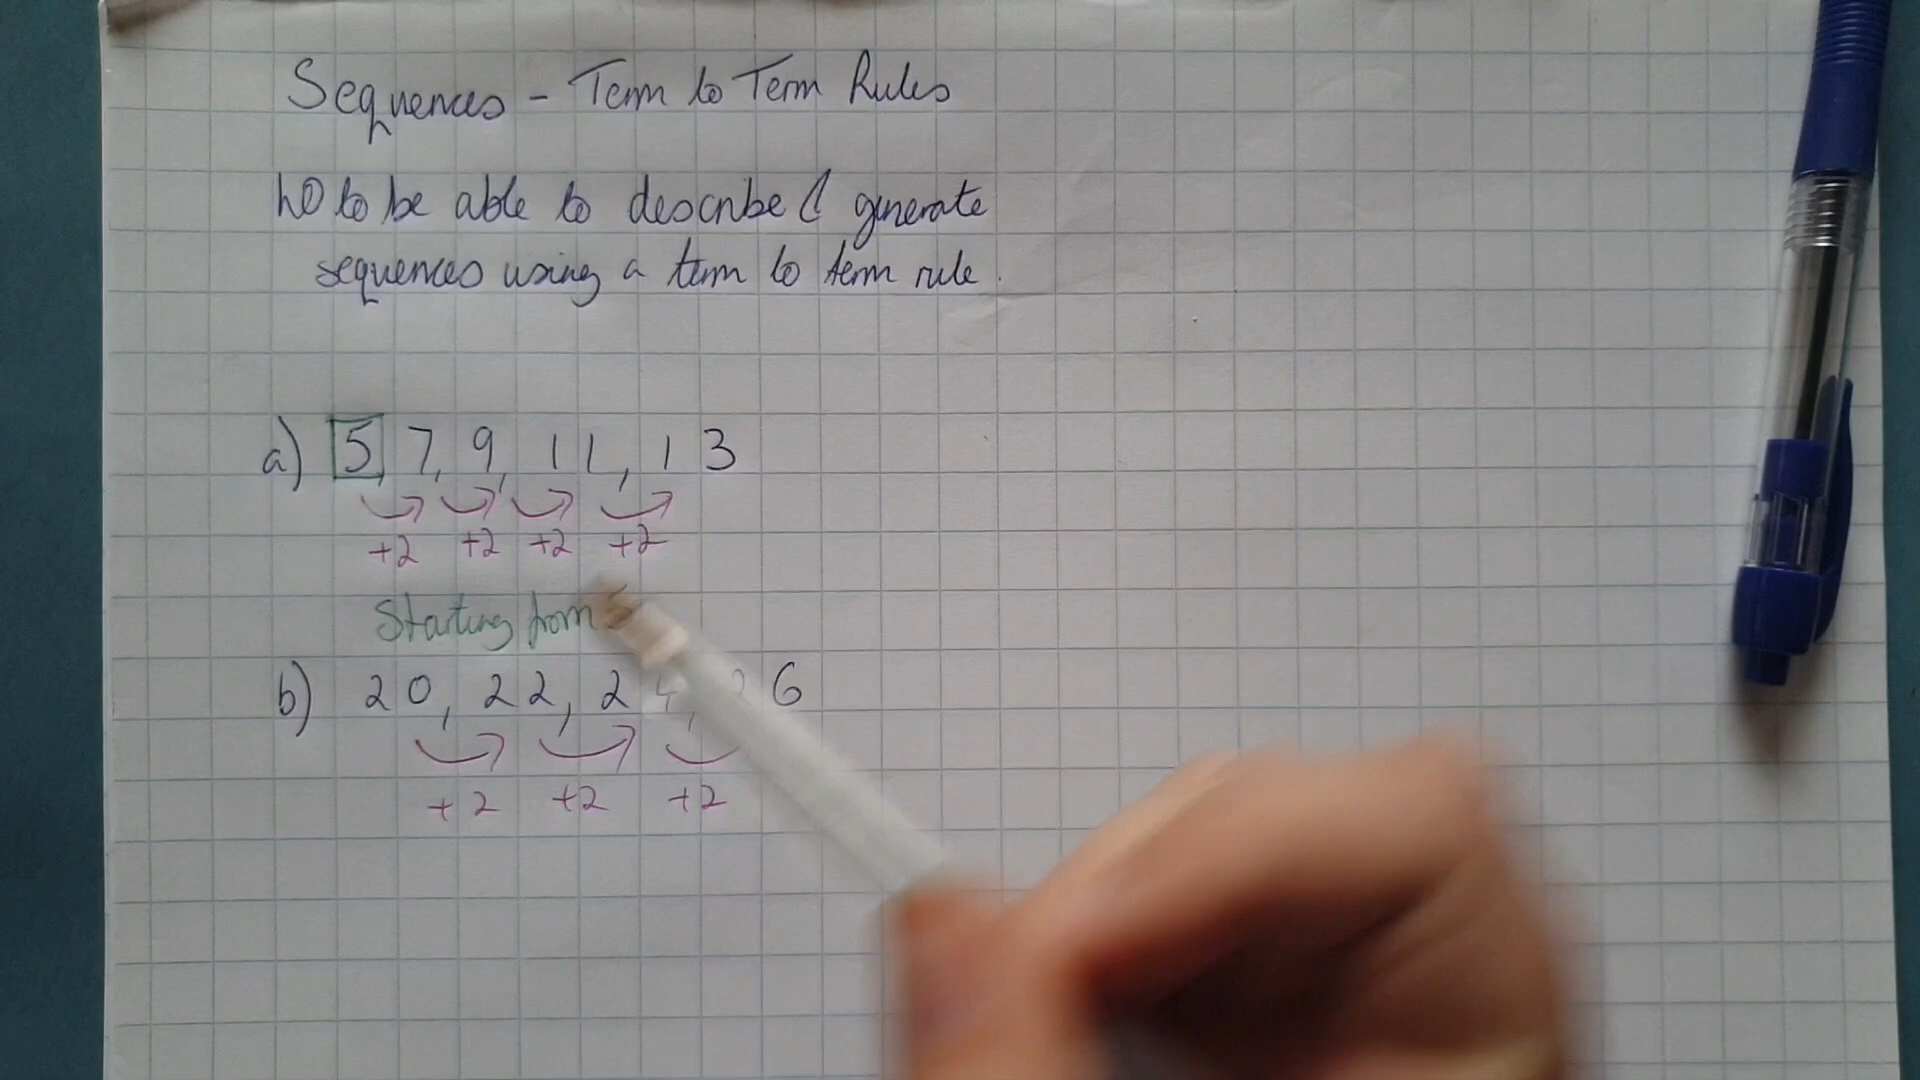 Sequences - Term to Term Rules
LO to be able to describe & generate
sequences using a term to term rule.
a) 5, 7, 9, 11, 13
+2 +2 +2 +2
Starting from 5
b) 20, 22, 24, 26
+2 +2 +2